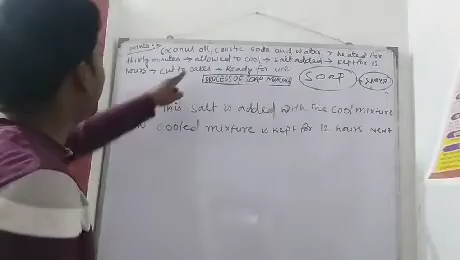 Points :- Coconut oil, caustic soda and water → heated for
thirty minutes → allowed to cool → salt added → kept for 12
hours → cut to cakes → Ready for use
PROCESS OF SOAP MAKING
SOAP
This salt is added with the cool mixture
cooled mixture is kept for 12 hours next